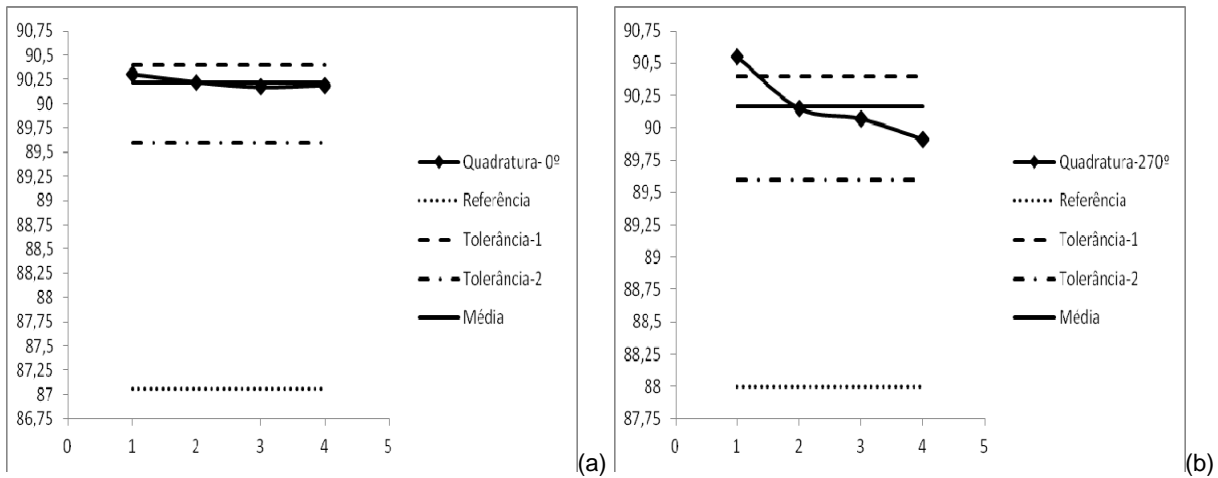 90,75
90,5
90,25
90
89,75
89,5
89,25
89
88,75
88,5
88,25
88
87,75
87,5
87,25
87
86,75
0 1 2 3 4 5
Quadratura- 0º
Referência
Tolerância-1
Tolerância-2
Média
(a)
90,75
90,5
90,25
90
89,75
89,5
89,25
89
88,75
88,5
88,25
88
87,75
0 1 2 3 4 5
Quadratura-270º
Referência
Tolerância-1
Tolerância-2
Média
(b)